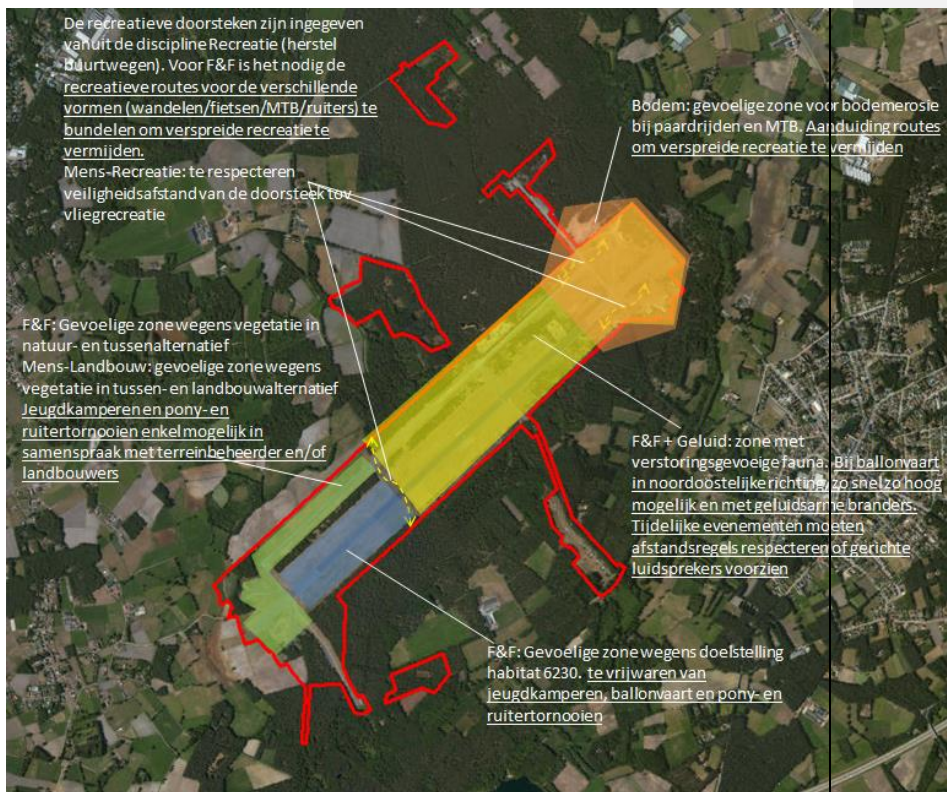 De recreatieve doorsteken zijn ingegeven
vanuit de discipline Recreatie (herstel
buurtwegen). Voor F&F is het nodig de
recreatieve routes voor de verschillende
vormen (wandelen/fietsen/MTB/ruiters) te
bundelen om verspreide recreatie te
vermijden.
Mens-Recreatie: te respecteren
veiligheidsafstand van de doorsteek tov
vliegrecreatie
Bodem: gevoelige zone voor bodemerosie
bij paardrijden en MTB. Aanduiding routes
om verspreide recreatie te vermijden
F&F: Gevoelige zone wegens vegetatie in
natuur- en tussenalternatief
Mens-Landbouw: gevoelige zone wegens
vegetatie in tussen- en landbouwalternatief
Jeugdkamperen en pony- en
ruitertornooien enkel mogelijk in
samenspraak met terreinbeheerder en/of
landbouwers
F&F + Geluid: zone met
verstoringsgevoeige fauna. Bij ballonvaart
in noordoostelijke richting, zo snel zo hoog
mogelijk en met geluidsarme branders.
Tijdelijke evenementen moeten
afstandsregels respecteren of gerichte
luidsprekers voorzien
F&F: Gevoelige zone wegens doelstelling
habitat 6230. te vrijwaren van
jeugdkamperen, ballonvaart en pony- en
ruitertornooien